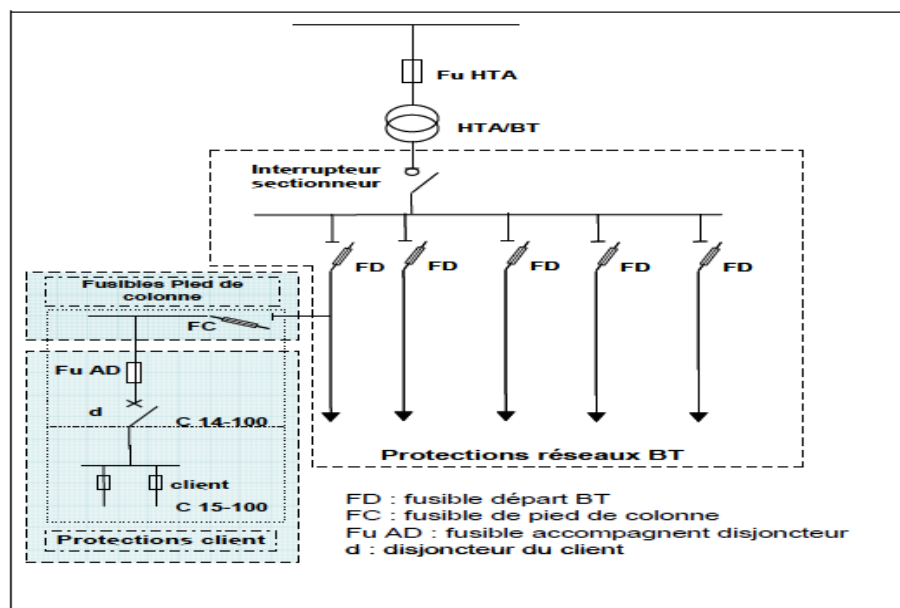 Fu HTA
HTA/BT
Interrupteur
sectionneur
FD
FD
FD
FD
FD
Fusibles Pied de
colonne
FC
Fu AD
d
C 14-100
client
C 15-100
Protections client
Protections réseaux BT
FD : fusible départ BT
FC : fusible de pied de colonne
Fu AD : fusible accompagnent disjoncteur
d : disjoncteur du client